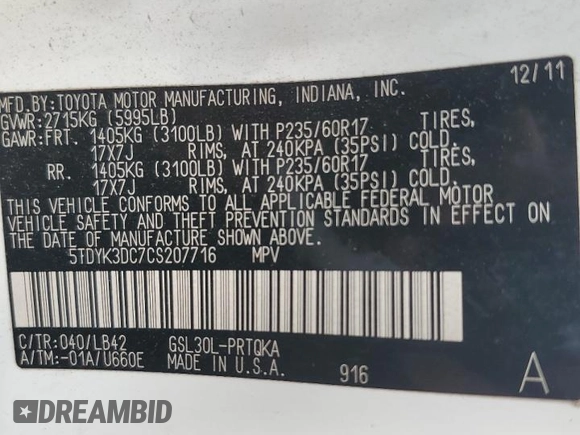 12/11
MFD.BY:TOYOTA MOTOR MANUFACTURING, INDIANA, INC.
GVWR:2715KG (5995LB)
GAWR:FRT. 1405KG (3100LB) WITH P235/60R17 TIRES,
17X7J RIMS, AT 240KPA (35PSI) COLD.
RR. 1405KG (3100LB) WITH P235/60R17 TIRES,
17X7J RIMS, AT 240KPA (35PSI) COLD.
THIS VEHICLE CONFORMS TO ALL APPLICABLE FEDERAL MOTOR
VEHICLE SAFETY AND THEFT PREVENTION STANDARDS IN EFFECT ON
THE DATE OF MANUFACTURE SHOWN ABOVE.
5TDYK3DC7CS207716 MPV
C/TR:040/LB42 GSL30L-PRTQKA
A/TM:-01A/U660E MADE IN U.S.A. 916 A
DREAMBID